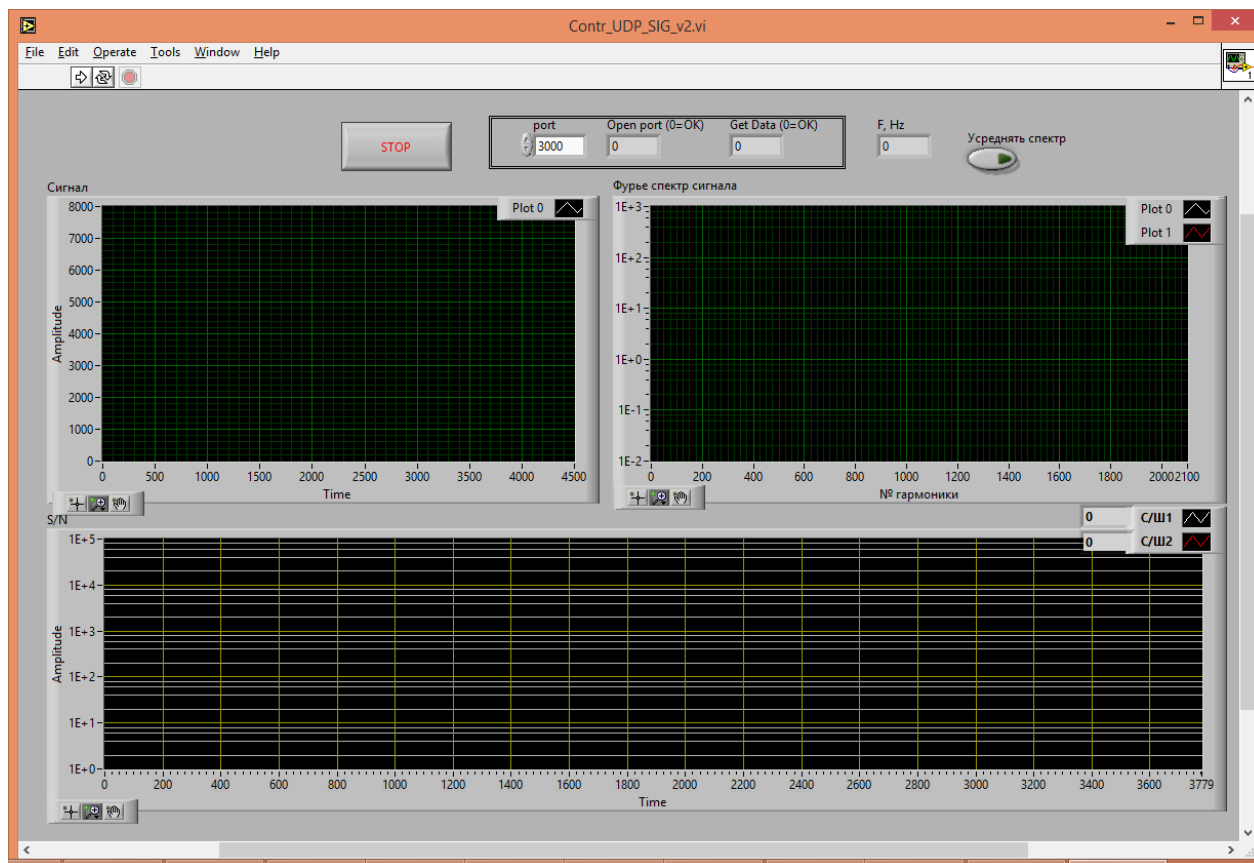 Contr_UDP_SIG_v2.vi
File Edit Operate Tools Window Help
1
port Open port (0=OK) Get Data (0=OK) F, Hz
Усреднять спектр
STOP 3000 0 0 0
Сигнал
Plot 0
8000
7000
6000
5000
4000
3000
2000
1000
0
Amplitude
0 500 1000 1500 2000 2500 3000 3500 4000 4500
Time
Фурье спектр сигнала
Plot 0
Plot 1
1E+3
1E+2
1E+1
1E+0
1E-1
1E-2
0 200 400 600 800 1000 1200 1400 1600 1800 2000 2100
№ гармоники
S/N
0 С/Ш1
0 С/Ш2
1E+5
1E+4
1E+3
1E+2
1E+1
1E+0
Amplitude
0 200 400 600 800 1000 1200 1400 1600 1800 2000 2200 2400 2600 2800 3000 3200 3400 3600 3779
Time